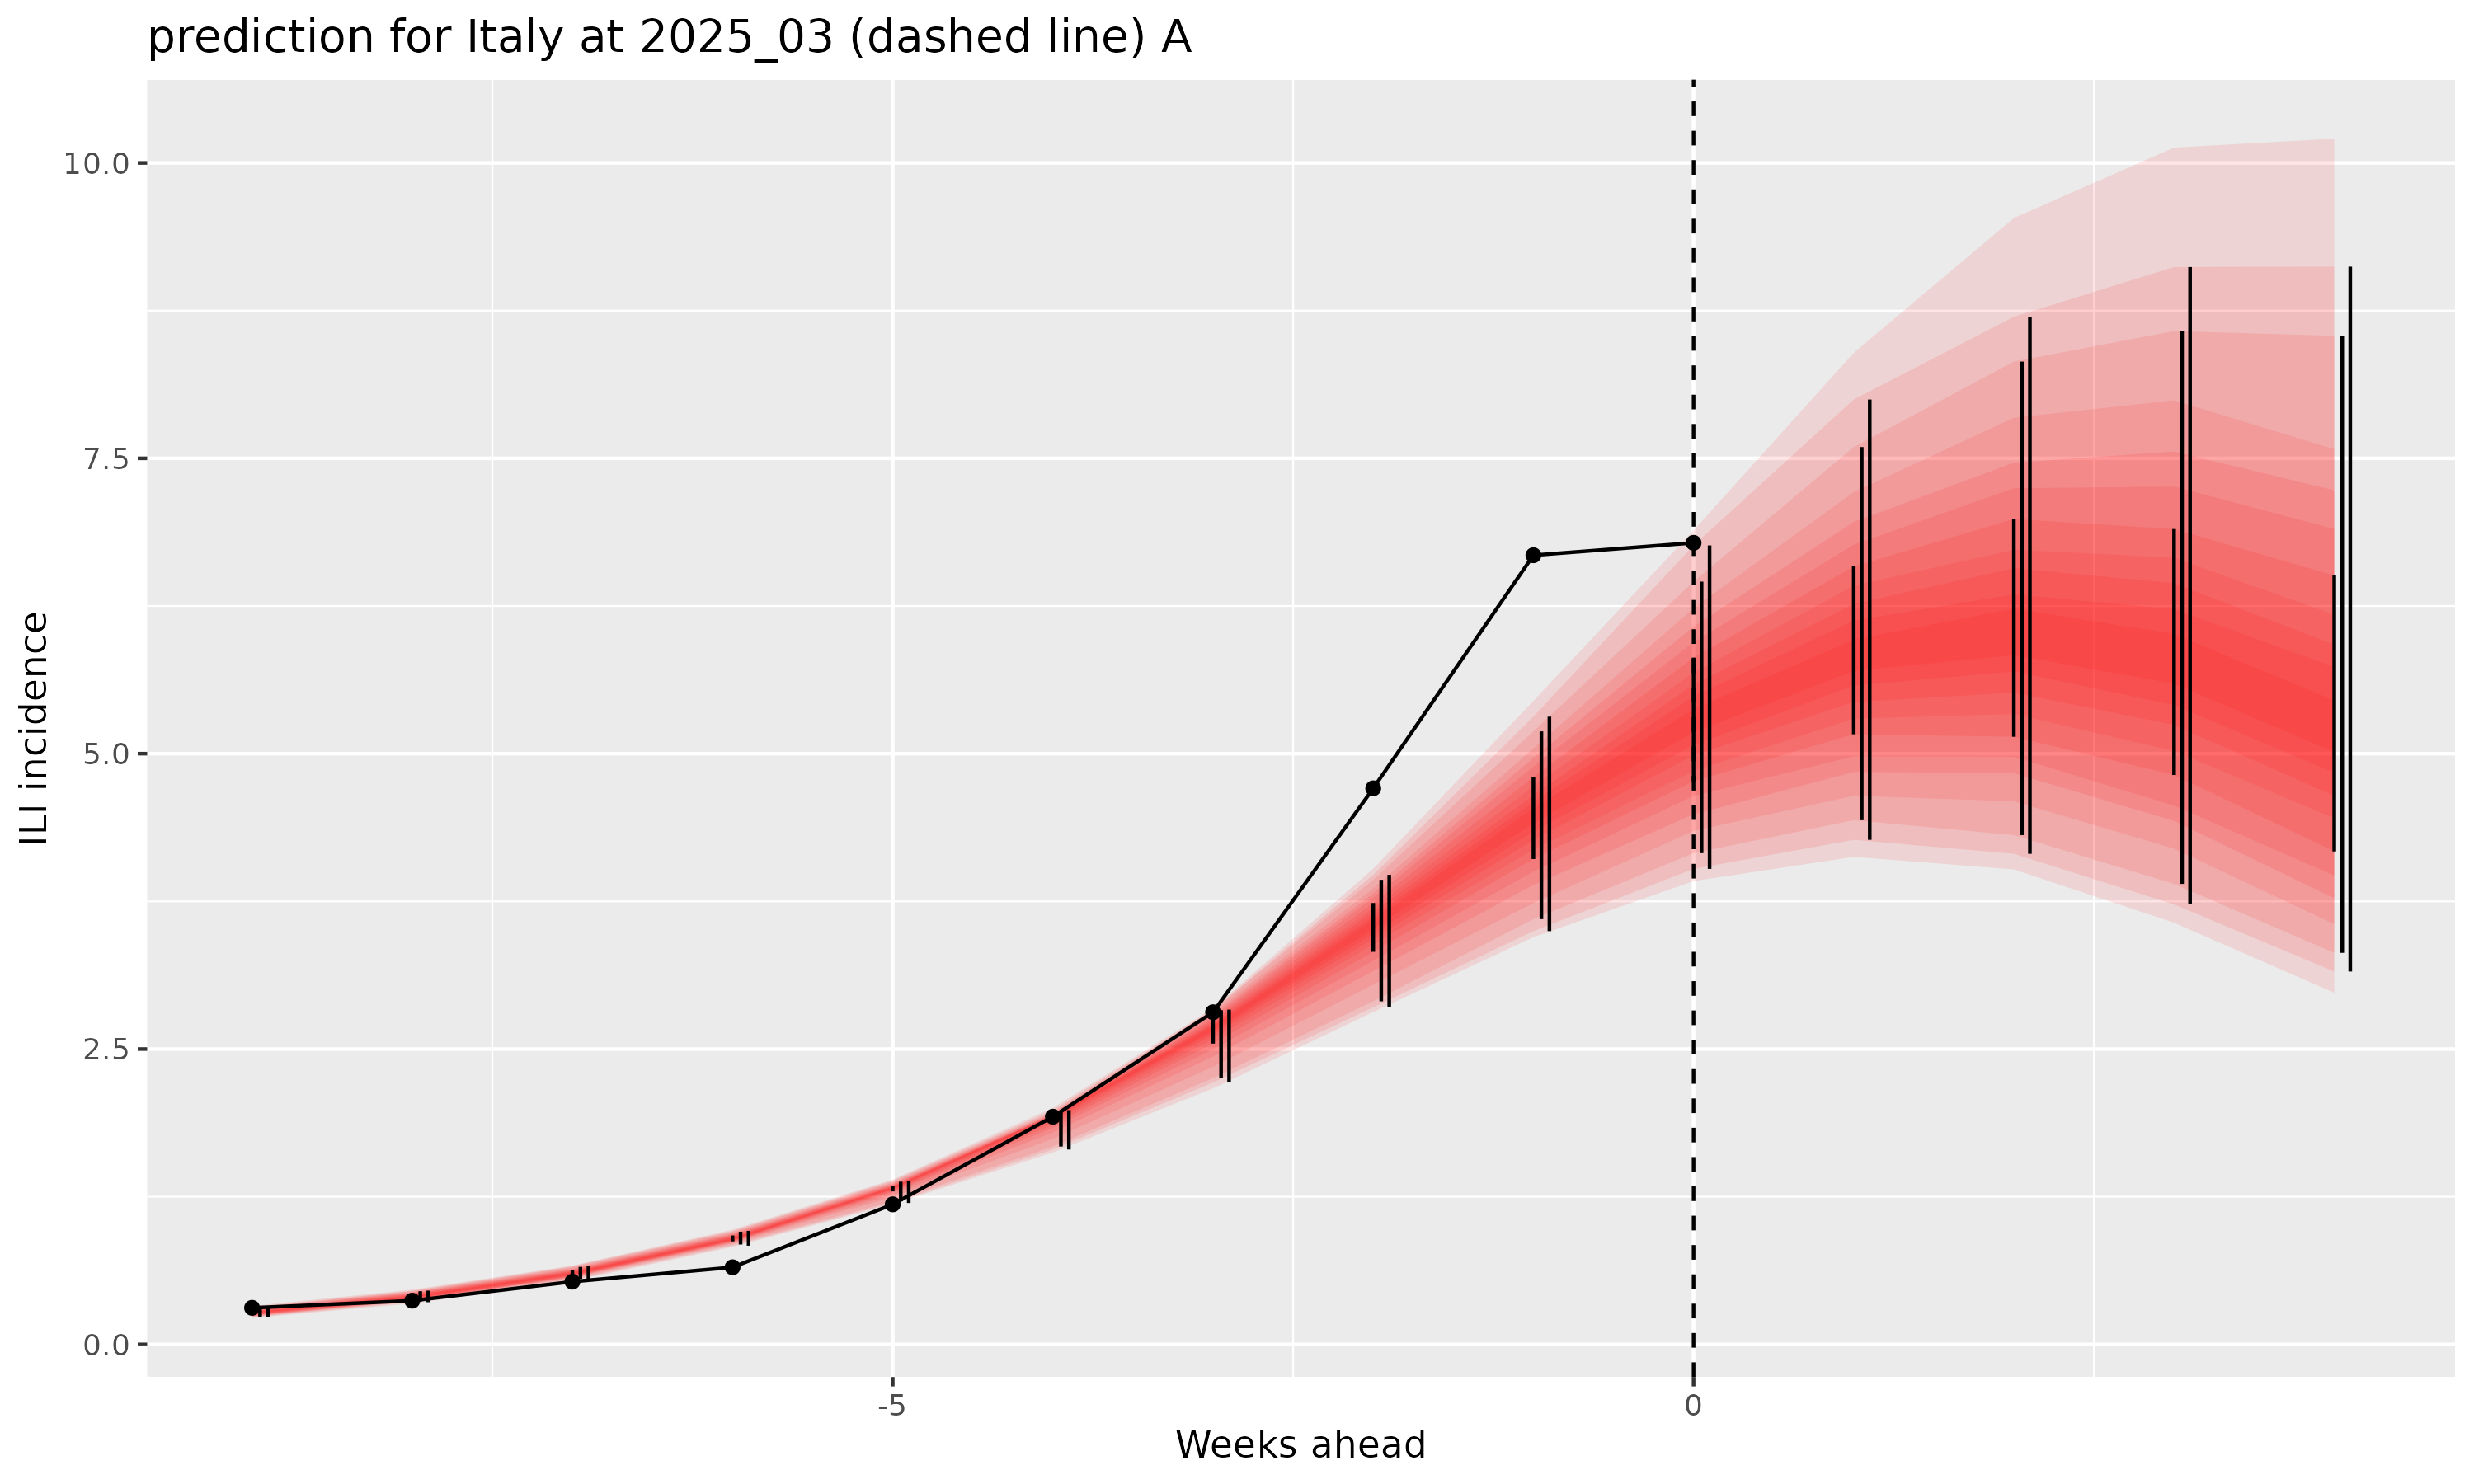 prediction for Italy at 2025_03 (dashed line) A
10.0
7.5
5.0
2.5
0.0
ILI incidence
-5
0
Weeks ahead